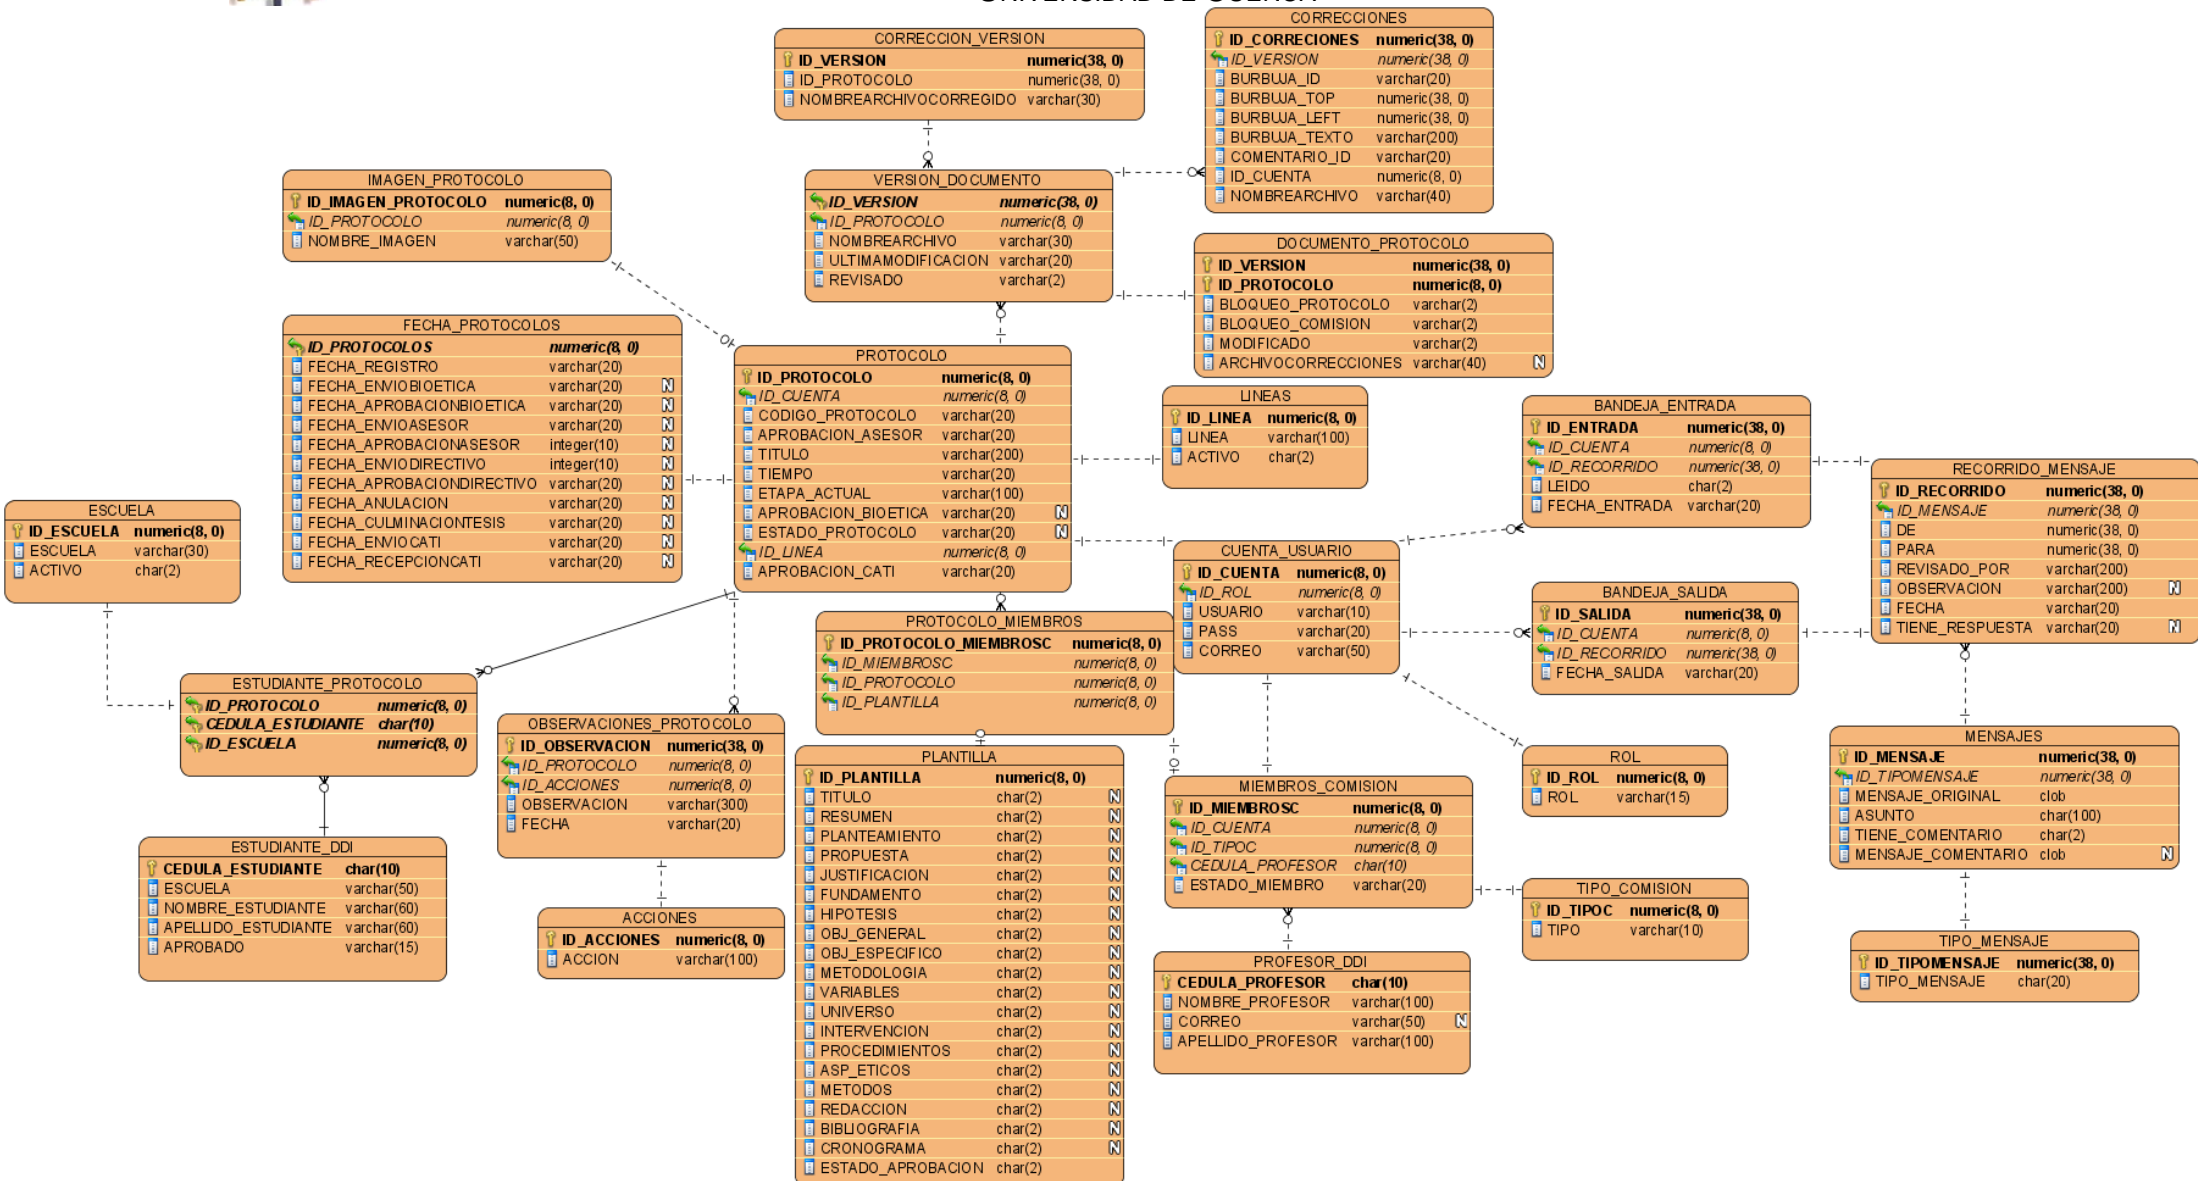 CORRECCION_VERSION
ID_VERSION numeric(38, 0)
ID_PROTOCOLO numeric(38, 0)
NOMBREARCHIVOCORREGIDO varchar(30)
CORRECCIONES
ID_CORRECIONES numeric(38, 0)
ID_VERSION numeric(38, 0)
BURBUJA_ID varchar(20)
BURBUJA_TOP numeric(38, 0)
BURBUJA_LEFT numeric(38, 0)
BURBUJA_TEXTO varchar(200)
COMENTARIO_ID varchar(20)
ID_CUENTA numeric(8, 0)
NOMBREARCHIVO varchar(40)
IMAGEN_PROTOCOLO
ID_IMAGEN_PROTOCOLO numeric(8, 0)
ID_PROTOCOLO numeric(8, 0)
NOMBRE_IMAGEN varchar(50)
VERSION_DOCUMENTO
ID_VERSION numeric(38, 0)
ID_PROTOCOLO numeric(8, 0)
NOMBREARCHIVO varchar(30)
ULTIMAMODIFICACION varchar(20)
REVISADO varchar(2)
DOCUMENTO_PROTOCOLO
ID_VERSION numeric(38, 0)
ID_PROTOCOLO numeric(8, 0)
BLOQUEO_PROTOCOLO varchar(2)
BLOQUEO_COMISION varchar(2)
MODIFICADO varchar(2)
ARCHIVOCORRECCIONES varchar(40) N
FECHA_PROTOCOLOS
ID_PROTOCOLOS numeric(8, 0)
FECHA_REGISTRO varchar(20)
FECHA_ENVIOBIOETICA varchar(20) N
FECHA_APROBACIONBIOETICA varchar(20) N
FECHA_ENVIOASESOR varchar(20) N
FECHA_APROBACIONASESOR integer(10) N
FECHA_ENVIODIRECTIVO integer(10) N
FECHA_APROBACIONDIRECTIVO varchar(20) N
FECHA_ANULACION varchar(20) N
FECHA_CULMINACIONTESIS varchar(20) N
FECHA_ENVIOCATI varchar(20) N
FECHA_RECEPCIONCATI varchar(20) N
PROTOCOLO
ID_PROTOCOLO numeric(8, 0)
ID_CUENTA numeric(8, 0)
CODIGO_PROTOCOLO varchar(20)
APROBACION_ASESOR varchar(20)
TITULO varchar(200)
TIEMPO varchar(20)
ETAPA_ACTUAL varchar(100)
APROBACION_BIOETICA varchar(20) N
ESTADO_PROTOCOLO varchar(20) N
ID_LINEA numeric(8, 0)
APROBACION_CATI varchar(20)
LINEAS
ID_LINEA numeric(8, 0)
LINEA varchar(100)
ACTIVO char(2)
BANDEJA_ENTRADA
ID_ENTRADA numeric(38, 0)
ID_CUENTA numeric(8, 0)
ID_RECORRIDO numeric(38, 0)
LEIDO char(2)
FECHA_ENTRADA varchar(20)
RECORRIDO_MENSAJE
ID_RECORRIDO numeric(38, 0)
ID_MENSAJE numeric(38, 0)
DE numeric(38, 0)
PARA numeric(38, 0)
REVISADO_POR varchar(200)
OBSERVACION varchar(200) N
FECHA varchar(20)
TIENE_RESPUESTA varchar(20) N
ESCUELA
ID_ESCUELA numeric(8, 0)
ESCUELA varchar(30)
ACTIVO char(2)
CUENTA_USUARIO
ID_CUENTA numeric(8, 0)
ID_ROL numeric(8, 0)
USUARIO varchar(10)
PASS varchar(20)
CORREO varchar(50)
BANDEJA_SALIDA
ID_SALIDA numeric(38, 0)
ID_CUENTA numeric(8, 0)
ID_RECORRIDO numeric(38, 0)
FECHA_SALIDA varchar(20)
PROTOCOLO_MIEMBROS
ID_PROTOCOLO_MIEMBROSC numeric(8, 0)
ID_MIEMBROSC numeric(8, 0)
ID_PROTOCOLO numeric(8, 0)
ID_PLANTILLA numeric(8, 0)
ESTUDIANTE_PROTOCOLO
ID_PROTOCOLO numeric(8, 0)
CEDULA_ESTUDIANTE char(10)
ID_ESCUELA numeric(8, 0)
OBSERVACIONES_PROTOCOLO
ID_OBSERVACION numeric(38, 0)
ID_PROTOCOLO numeric(8, 0)
ID_ACCIONES numeric(8, 0)
OBSERVACION varchar(300)
FECHA varchar(20)
PLANTILLA
ID_PLANTILLA numeric(8, 0)
TITULO char(2) N
RESUMEN char(2) N
PLANTEAMIENTO char(2) N
PROPUESTA char(2) N
JUSTIFICACION char(2) N
FUNDAMENTO char(2) N
HIPOTESIS char(2) N
OBJ_GENERAL char(2) N
OBJ_ESPECIFICO char(2) N
METODOLOGIA char(2) N
VARIABLES char(2) N
UNIVERSO char(2) N
INTERVENCION char(2) N
PROCEDIMIENTOS char(2) N
ASP_ETICOS char(2) N
METODOS char(2) N
REDACCION char(2) N
BIBLIOGRAFIA char(2) N
CRONOGRAMA char(2) N
ESTADO_APROBACION char(2)
ROL
ID_ROL numeric(8, 0)
ROL varchar(15)
MENSAJES
ID_MENSAJE numeric(38, 0)
ID_TIPOMENSAJE numeric(38, 0)
MENSAJE_ORIGINAL clob
ASUNTO char(100)
TIENE_COMENTARIO char(2)
MENSAJE_COMENTARIO clob N
MIEMBROS_COMISION
ID_MIEMBROSC numeric(8, 0)
ID_CUENTA numeric(8, 0)
ID_TIPOC numeric(8, 0)
CEDULA_PROFESOR char(10)
ESTADO_MIEMBRO varchar(20)
ESTUDIANTE_DDI
CEDULA_ESTUDIANTE char(10)
ESCUELA varchar(50)
NOMBRE_ESTUDIANTE varchar(60)
APELLIDO_ESTUDIANTE varchar(60)
APROBADO varchar(15)
TIPO_COMISION
ID_TIPOC numeric(8, 0)
TIPO varchar(10)
ACCIONES
ID_ACCIONES numeric(8, 0)
ACCION varchar(100)
TIPO_MENSAJE
ID_TIPOMENSAJE numeric(38, 0)
TIPO_MENSAJE char(20)
PROFESOR_DDI
CEDULA_PROFESOR char(10)
NOMBRE_PROFESOR varchar(100)
CORREO varchar(50) N
APELLIDO_PROFESOR varchar(100)